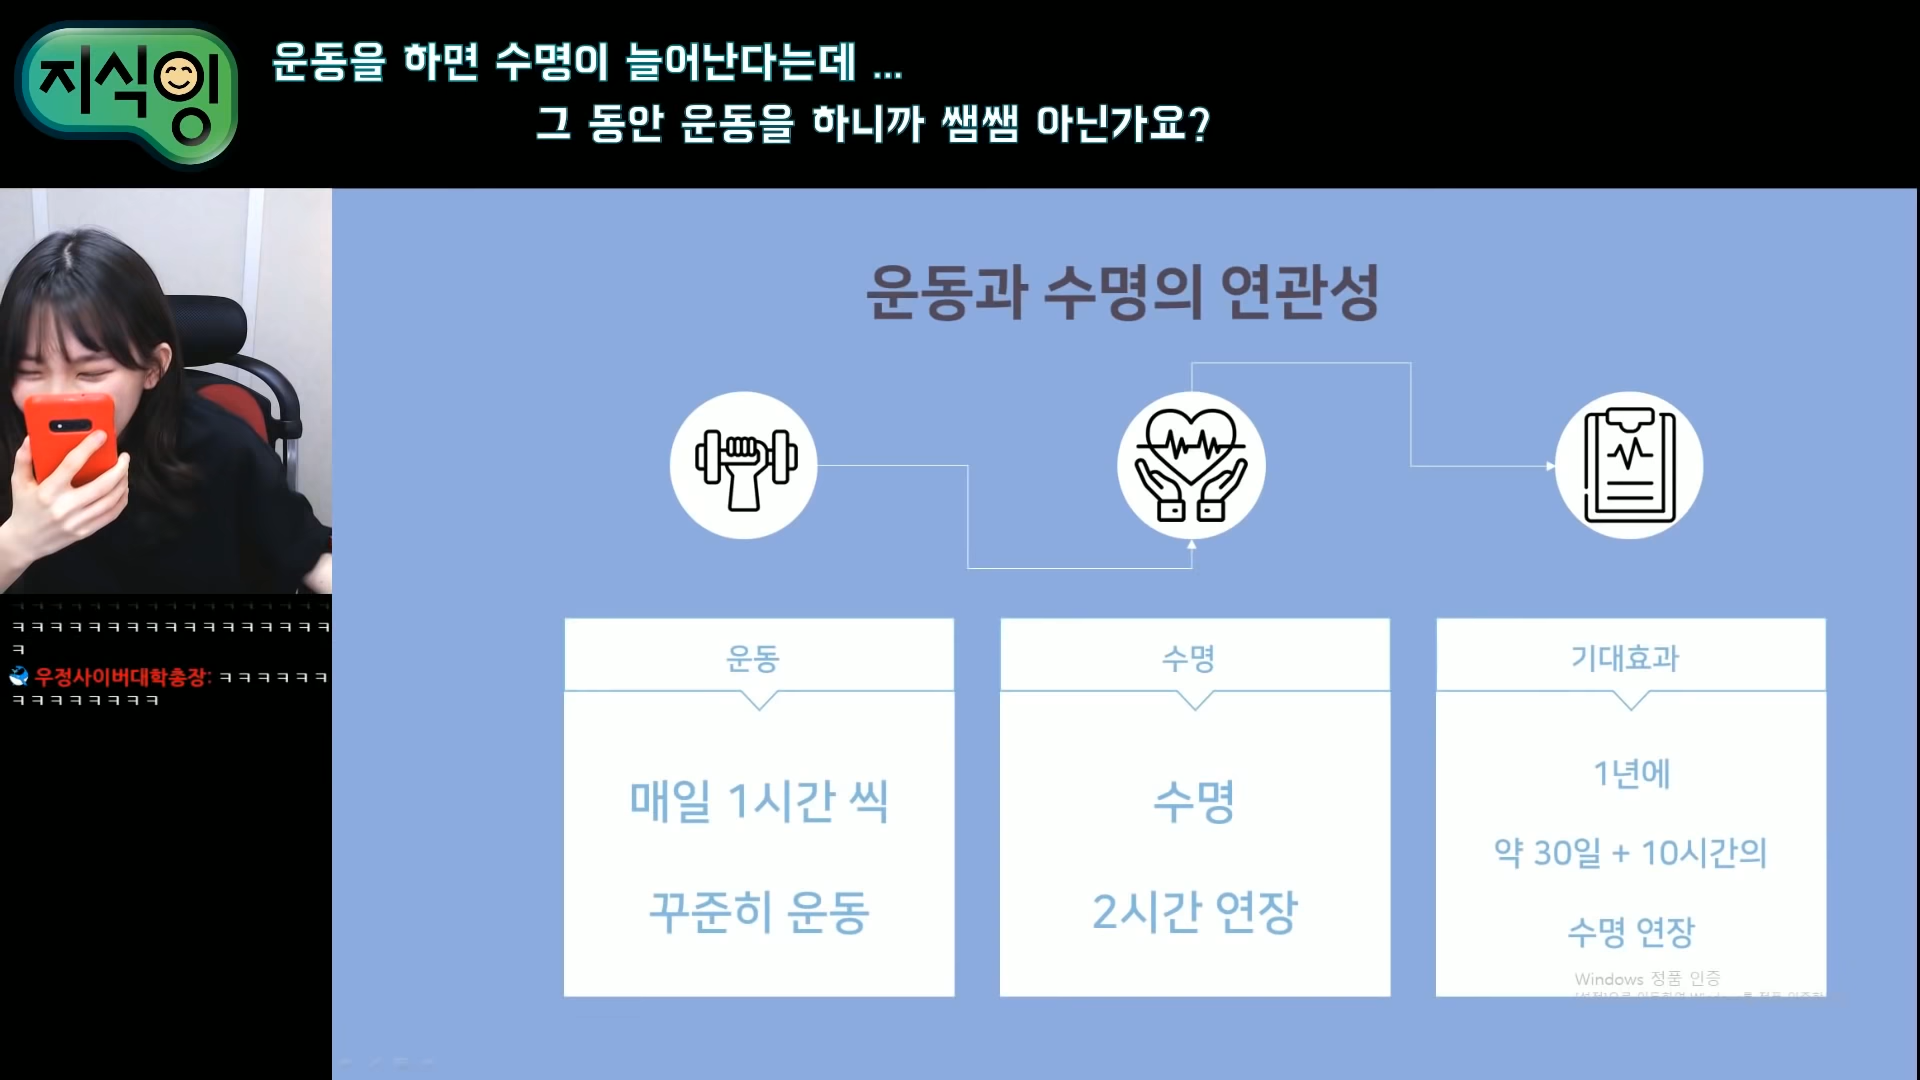 지식잉
운동을 하면 수명이 늘어난다는데 ...
그 동안 운동을 하니까 쌤쌤 아닌가요?
운동과 수명의 연관성
운동
매일 1시간 씩
꾸준히 운동
수명
수명
2시간 연장
기대효과
1년에
약 30일 + 10시간의
수명 연장
Windows 정품 인증
ㅋㅋㅋㅋㅋㅋㅋㅋㅋㅋㅋㅋㅋㅋㅋㅋㅋ
ㅋ
우정사이버대학총장: ㅋㅋㅋㅋㅋㅋ
ㅋㅋㅋㅋㅋㅋㅋㅋ